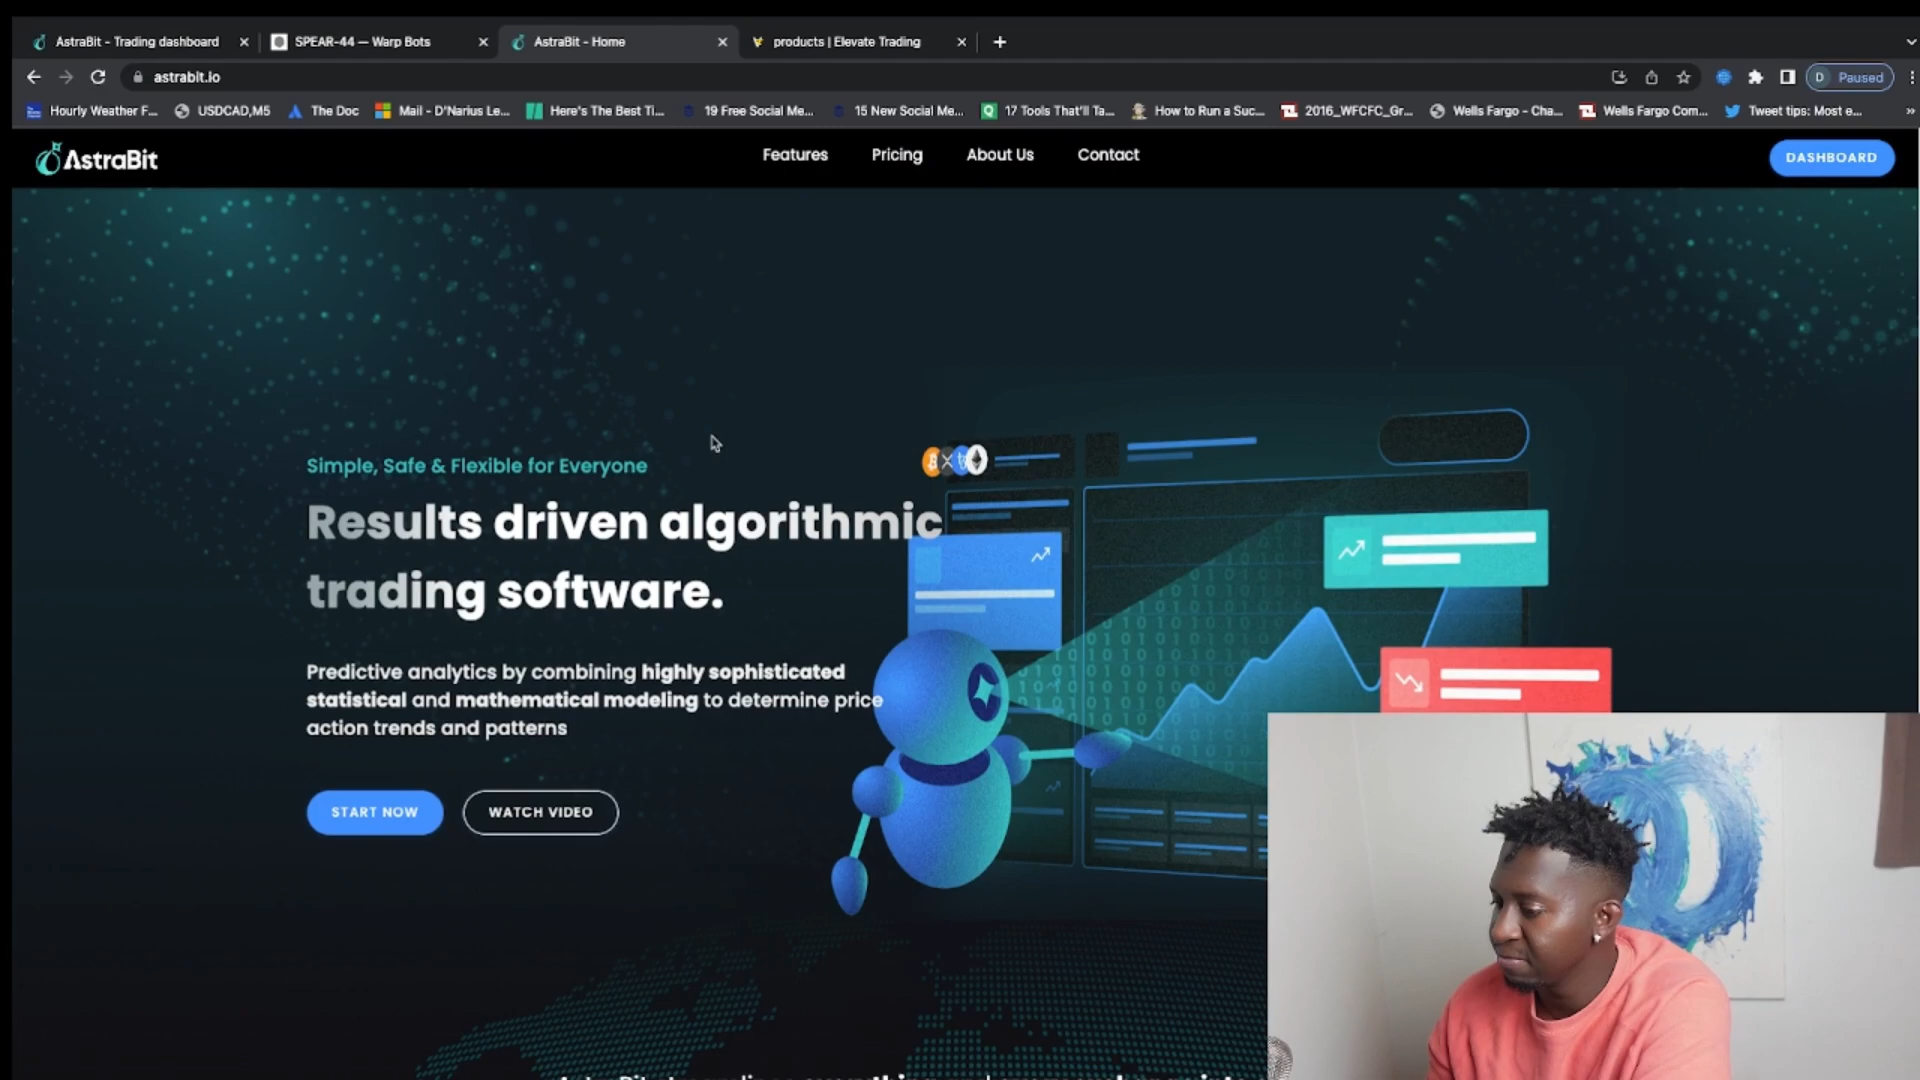 AstraBit - Trading dashboard
SPEAR-44 — Warp Bots
AstraBit - Home
products | Elevate Trading
astrabit.io
D Paused
Hourly Weather F...
USDCAD,M5
The Doc
Mail - D'Narius Le...
Here's The Best Ti...
19 Free Social Me...
15 New Social Me...
17 Tools That'll Ta...
How to Run a Suc...
2016_WFCFC_Gr...
Wells Fargo - Cha...
Wells Fargo Com...
Tweet tips: Most e...
AstraBit
Features
Pricing
About Us
Contact
DASHBOARD
Simple, Safe & Flexible for Everyone
Results driven algorithmic
trading software.
Predictive analytics by combining highly sophisticated
statistical and mathematical modeling to determine price
action trends and patterns
START NOW
WATCH VIDEO